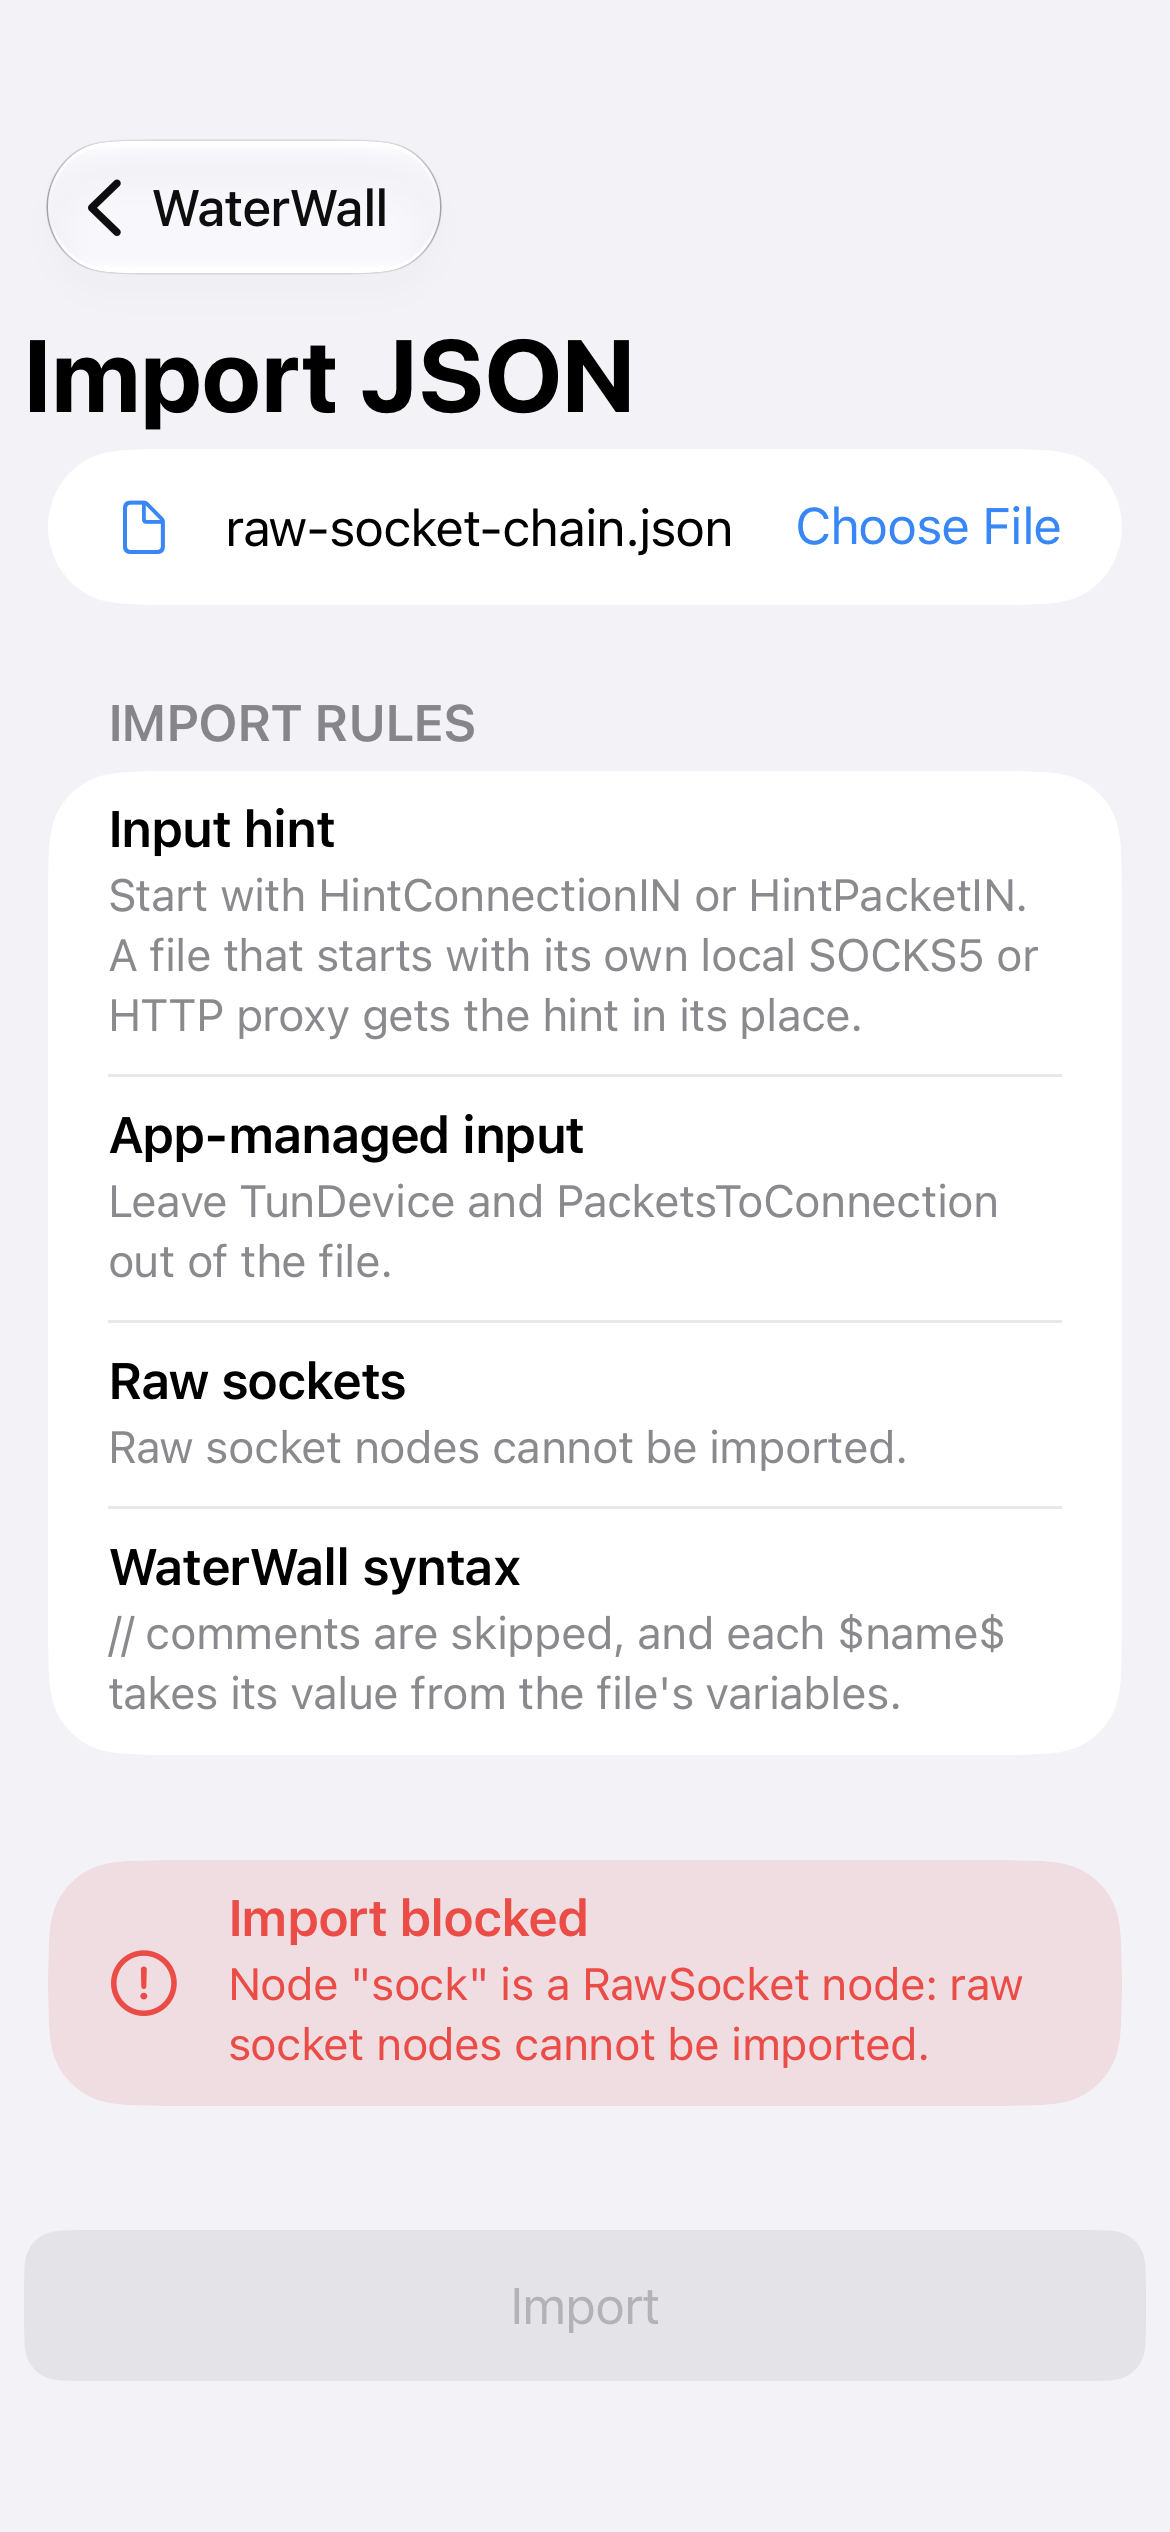 WaterWall
Import JSON
raw-socket-chain.json
Choose File
IMPORT RULES
Input hint
Start with HintConnectionIN or HintPacketIN.
A file that starts with its own local SOCKS5 or
HTTP proxy gets the hint in its place.
App-managed input
Leave TunDevice and PacketsToConnection
out of the file.
Raw sockets
Raw socket nodes cannot be imported.
WaterWall syntax
// comments are skipped, and each $name$
takes its value from the file's variables.
Import blocked
Node "sock" is a RawSocket node: raw
socket nodes cannot be imported.
Import